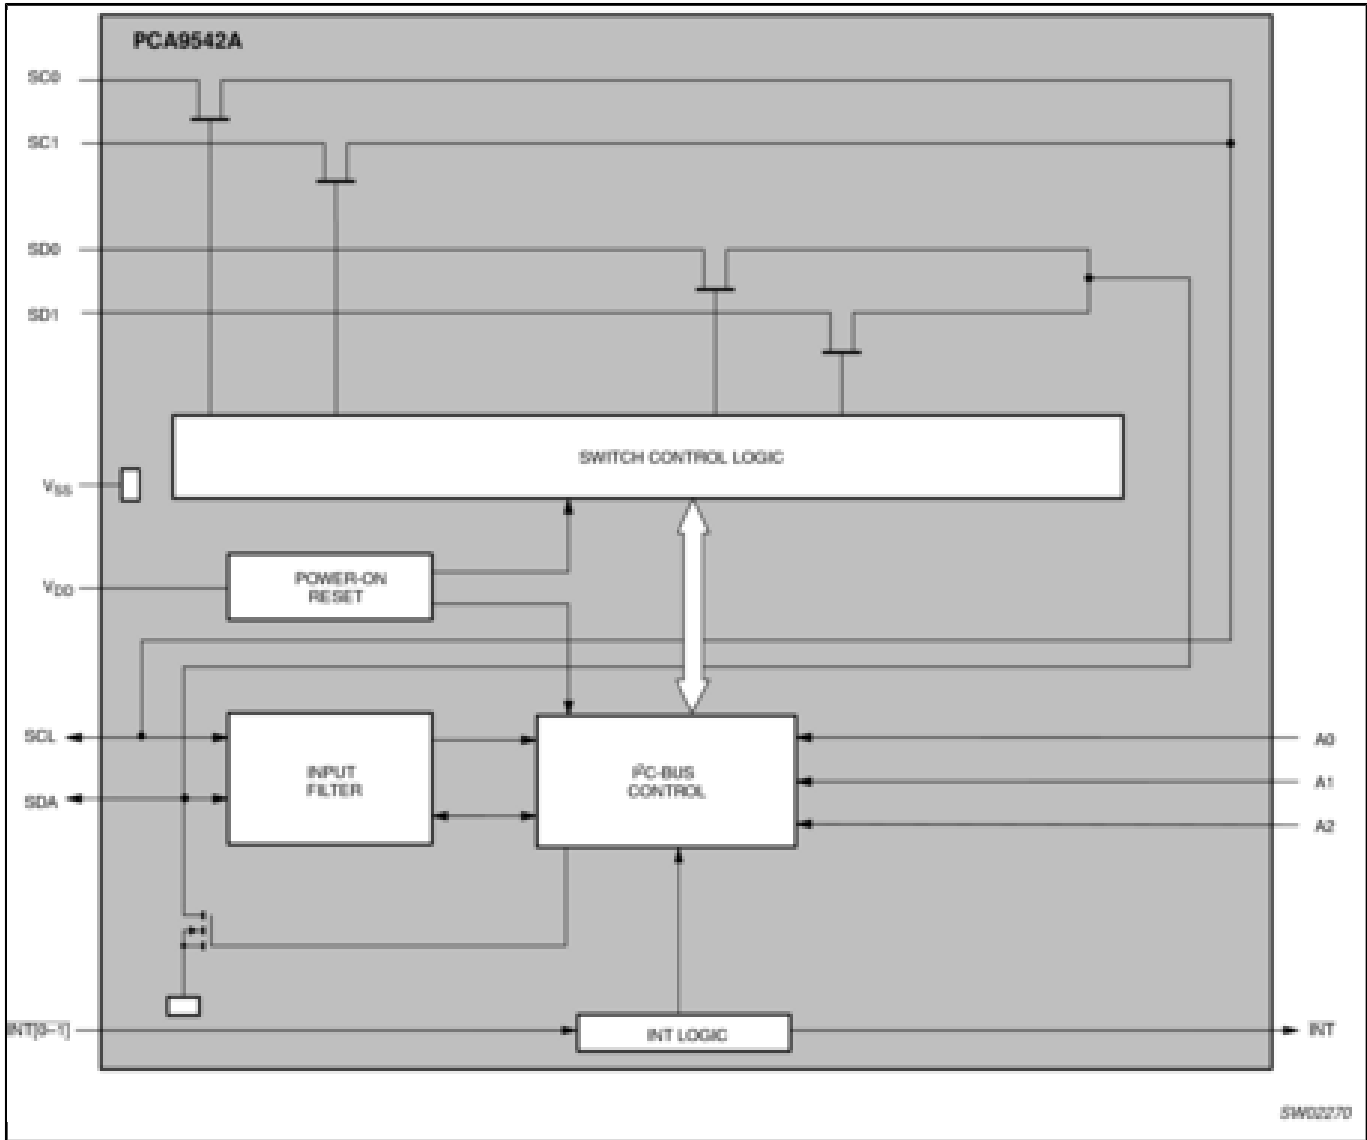 PCA9542A
SC0
SC1
SD0
SD1
SWITCH CONTROL LOGIC
VSS
POWER-ON
RESET
VDD
SCL
SDA
INPUT
FILTER
I²C-BUS
CONTROL
A0
A1
A2
INT[0–1]
INT LOGIC
INT
SW02270